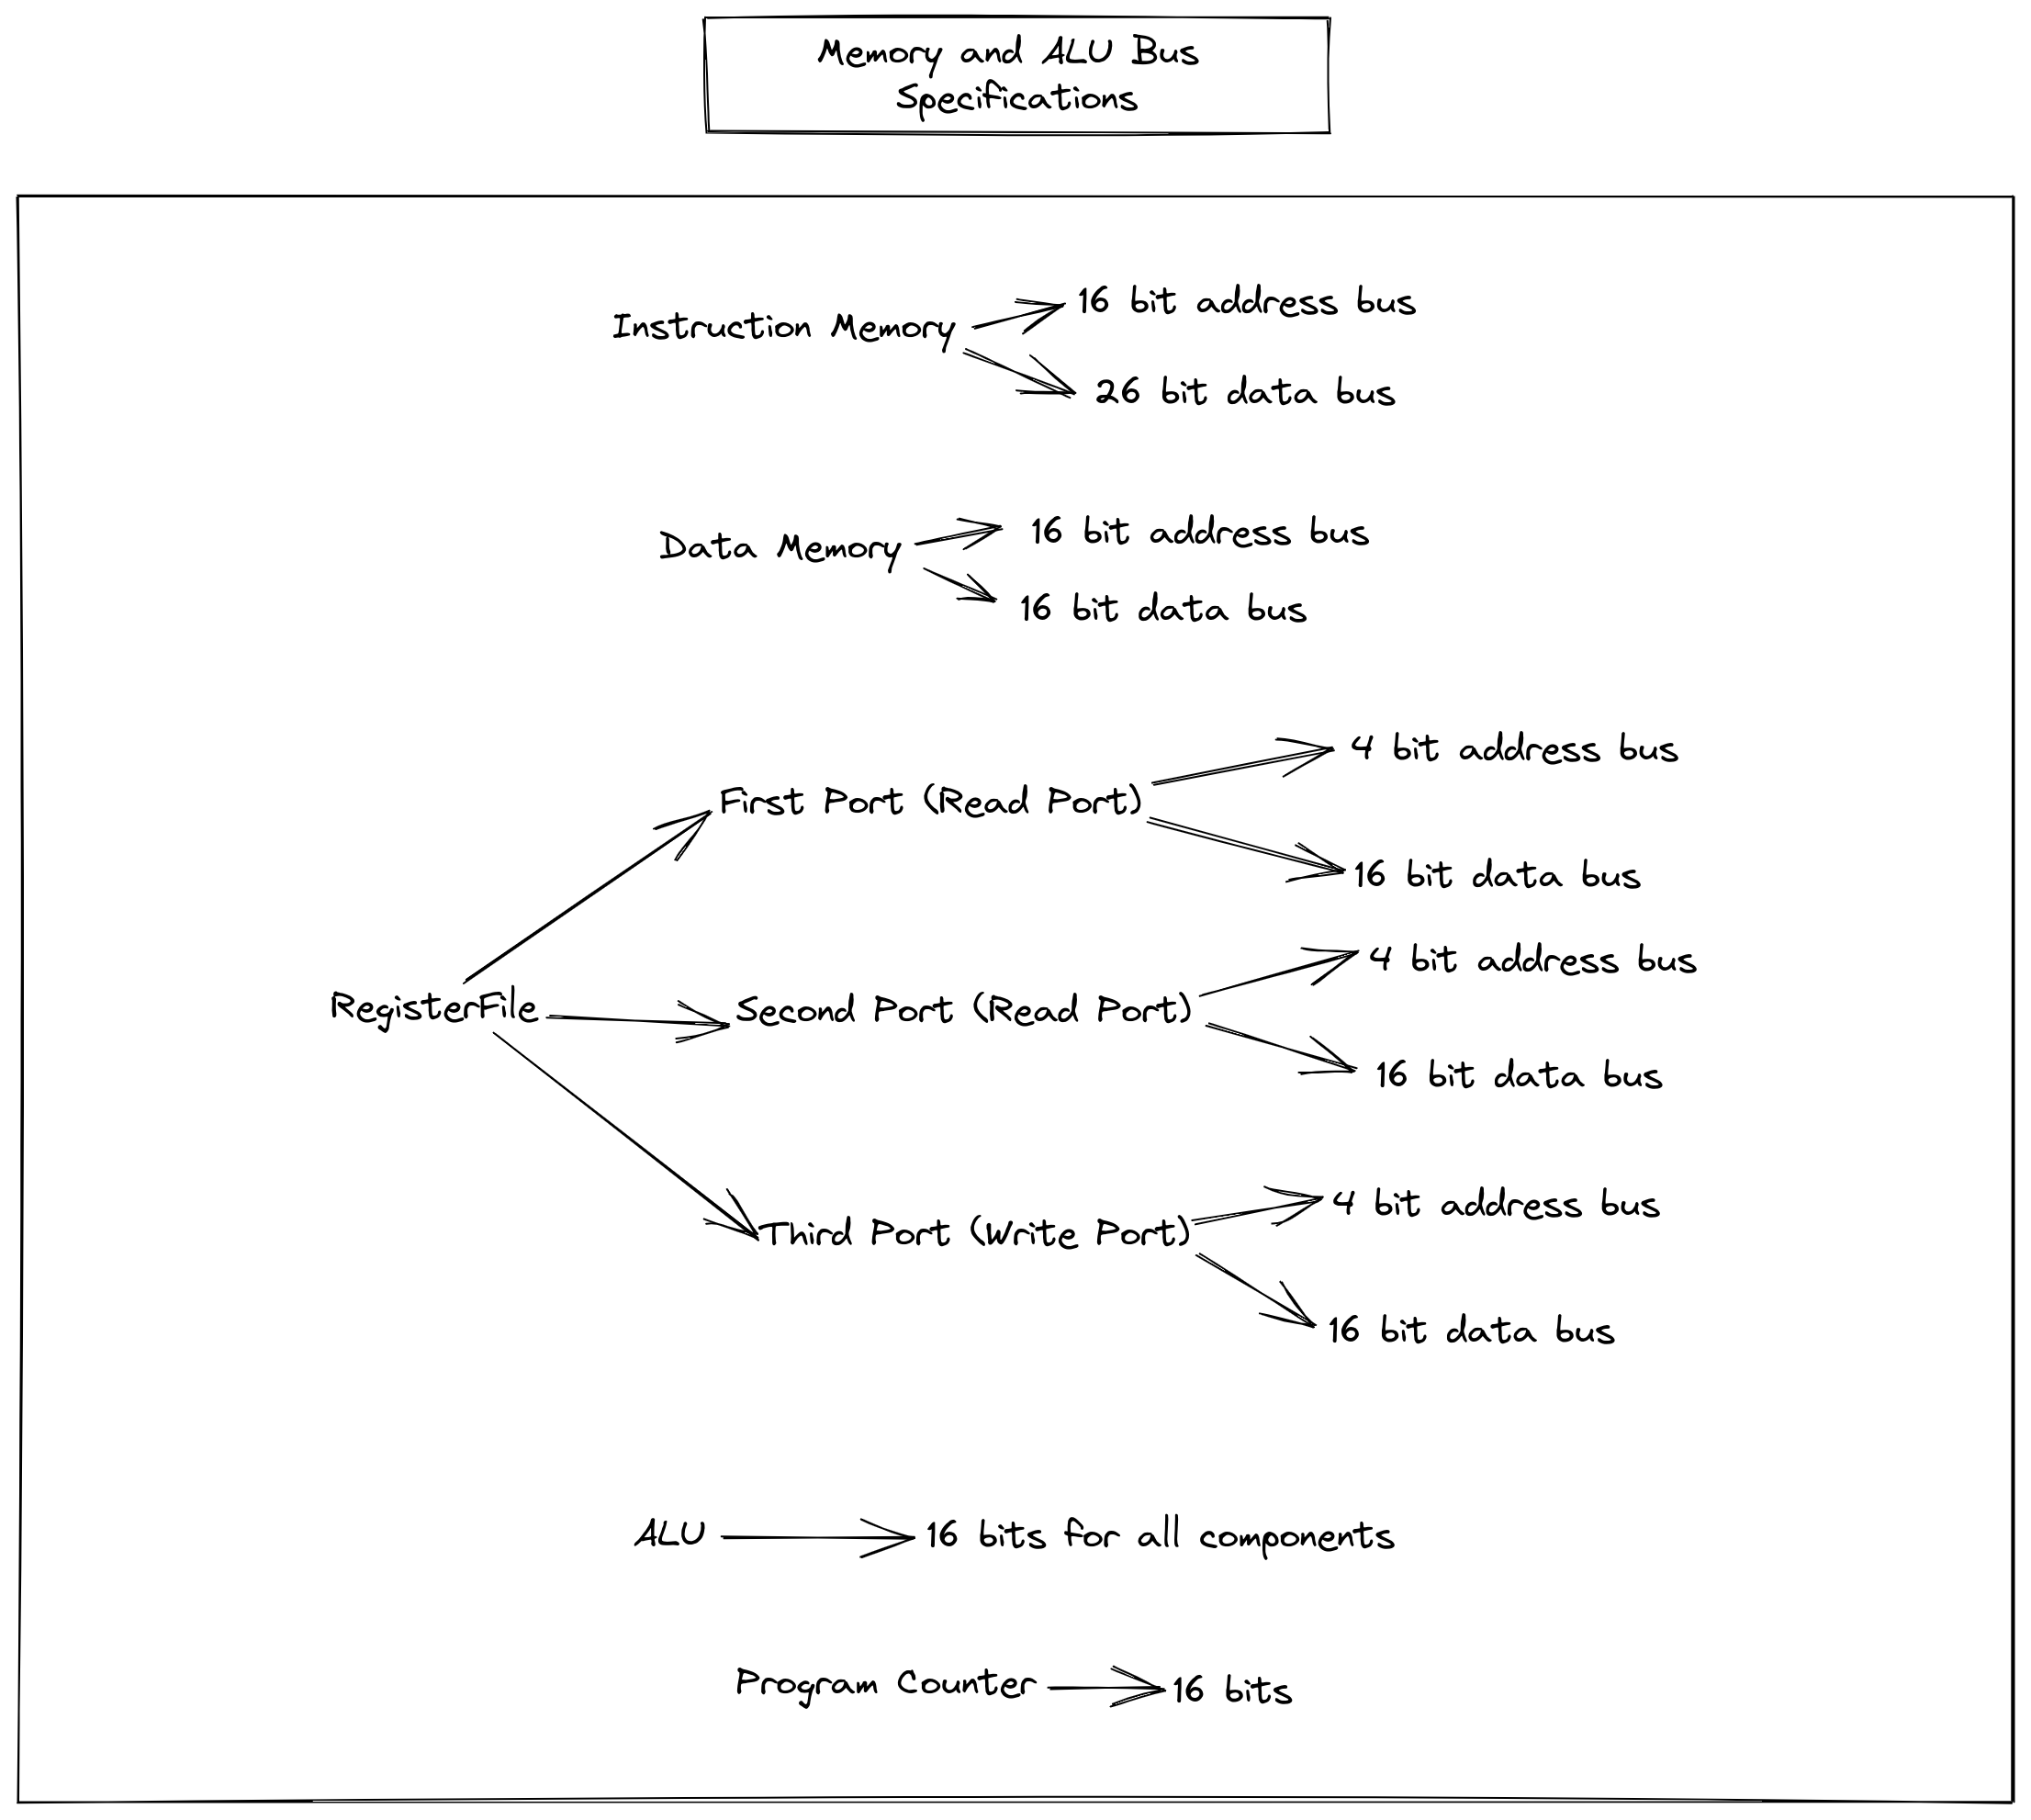 Memory and ALU Bus
Specifications
Instruction Memory
16 bit address bus
26 bit data bus
Data Memory
16 bit address bus
16 bit data bus
RegisterFile
First Port (Read Port)
4 bit address bus
16 bit data bus
Second Port (Read Port)
4 bit address bus
16 bit data bus
Third Port (Write Port)
4 bit address bus
16 bit data bus
ALU
16 bits for all components
Program Counter
16 bits